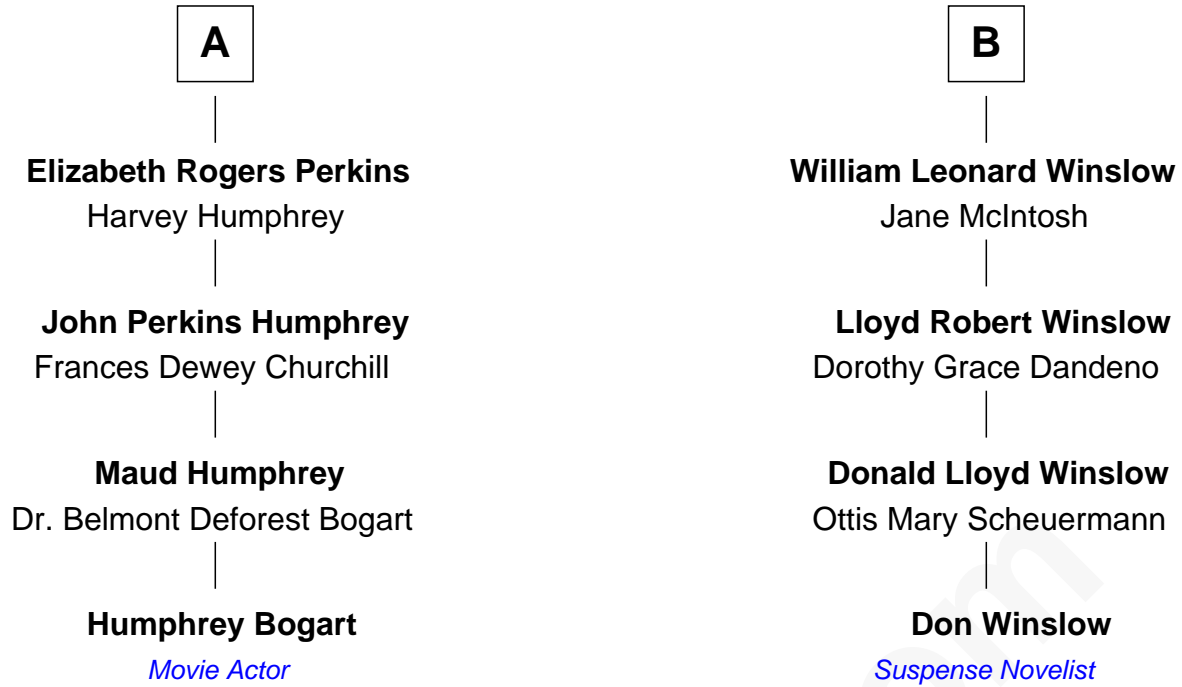 A
Elizabeth Rogers Perkins
Harvey Humphrey
John Perkins Humphrey
Frances Dewey Churchill
Maud Humphrey
Dr. Belmont Deforest Bogart
Humphrey Bogart
Movie Actor
B
William Leonard Winslow
Jane McIntosh
Lloyd Robert Winslow
Dorothy Grace Dandeno
Donald Lloyd Winslow
Ottis Mary Scheuermann
Don Winslow
Suspense Novelist